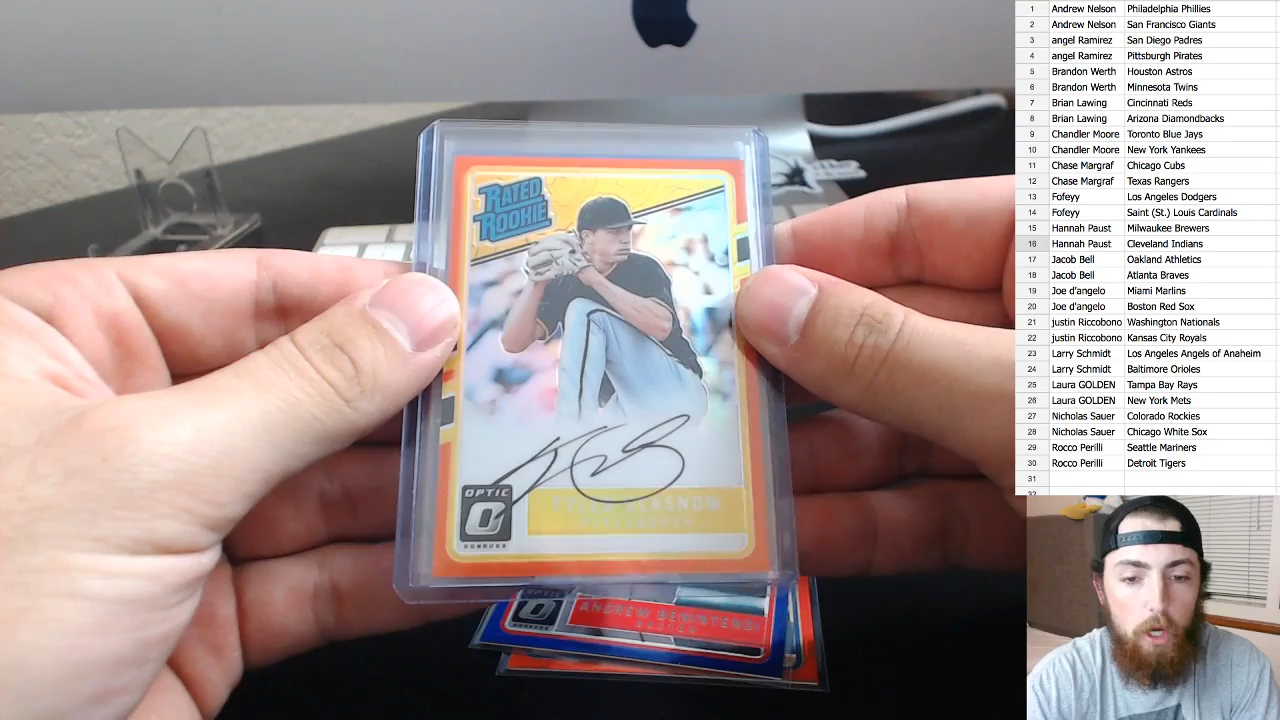 RATED
ROOKIE
OPTIC
DONRUSS
GLASNOW
ANDREW BENINTENDI
BOSTON
1 Andrew Nelson Philadelphia Phillies
2 Andrew Nelson San Francisco Giants
3 angel Ramirez San Diego Padres
4 angel Ramirez Pittsburgh Pirates
5 Brandon Werth Houston Astros
6 Brandon Werth Minnesota Twins
7 Brian Lawing Cincinnati Reds
8 Brian Lawing Arizona Diamondbacks
9 Chandler Moore Toronto Blue Jays
10 Chandler Moore New York Yankees
11 Chase Margraf Chicago Cubs
12 Chase Margraf Texas Rangers
13 Fofeyy Los Angeles Dodgers
14 Fofeyy Saint (St.) Louis Cardinals
15 Hannah Paust Milwaukee Brewers
16 Hannah Paust Cleveland Indians
17 Jacob Bell Oakland Athletics
18 Jacob Bell Atlanta Braves
19 Joe d'angelo Miami Marlins
20 Joe d'angelo Boston Red Sox
21 justin Riccobono Washington Nationals
22 justin Riccobono Kansas City Royals
23 Larry Schmidt Los Angeles Angels of Anaheim
24 Larry Schmidt Baltimore Orioles
25 Laura GOLDEN Tampa Bay Rays
26 Laura GOLDEN New York Mets
27 Nicholas Sauer Colorado Rockies
28 Nicholas Sauer Chicago White Sox
29 Rocco Perilli Seattle Mariners
30 Rocco Perilli Detroit Tigers
31
32